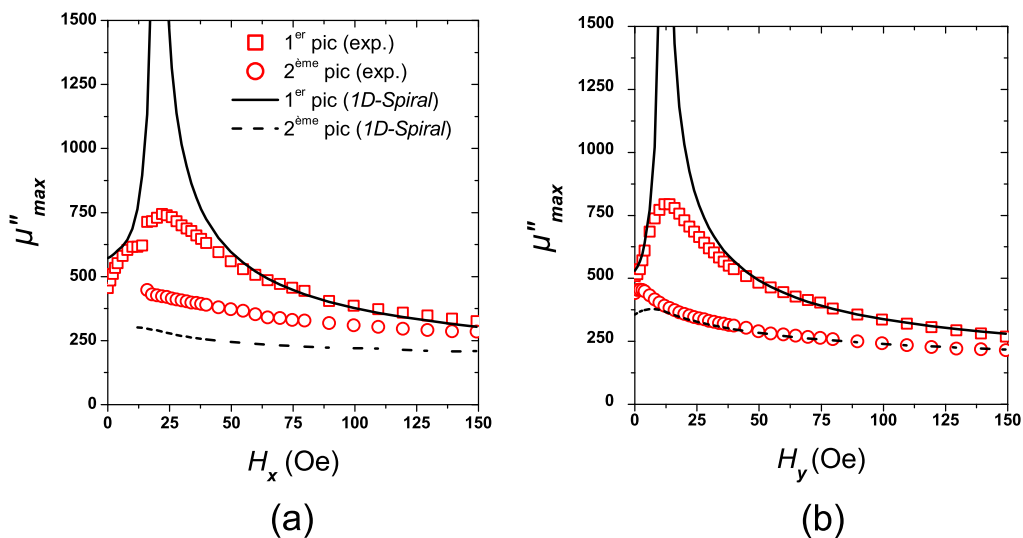 1500
1250
1000
750
500
250
0
0 25 50 75 100 125 150
μ"max
Hx (Oe)
1er pic (exp.)
2ème pic (exp.)
1er pic (1D-Spiral)
2ème pic (1D-Spiral)
(a)
1500
1250
1000
750
500
250
0
0 25 50 75 100 125 150
μ"max
Hy (Oe)
(b)